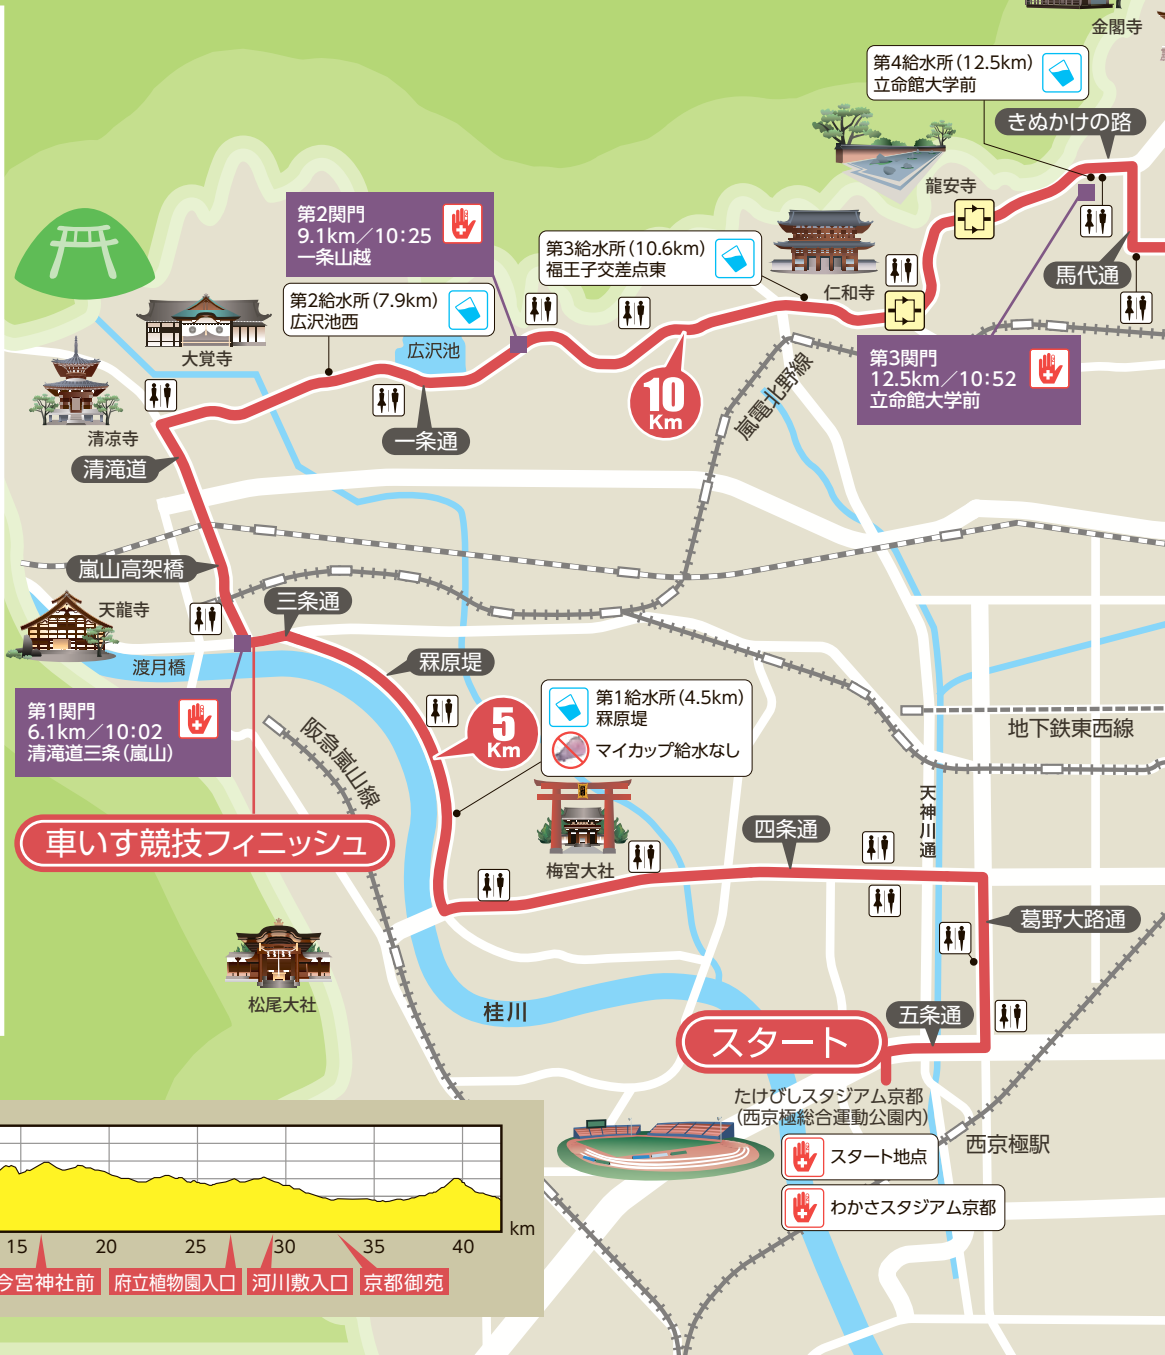 金閣寺
第4給水所（12.5km）
立命館大学前
きぬかけの路
龍安寺
馬代通
第2関門
9.1km／10：25
一条山越
第3給水所（10.6km）
福王子交差点東
仁和寺
第2給水所（7.9km）
広沢池西
広沢池
第3関門
12.5km／10：52
立命館大学前
大覚寺
10
Km
嵐電北野線
清凉寺
一条通
清滝道
嵐山高架橋
天龍寺
三条通
渡月橋
罧原堤
第1関門
6.1km／10：02
清滝道三条（嵐山）
阪急嵐山線
5
Km
第1給水所（4.5km）
罧原堤
マイカップ給水なし
地下鉄東西線
天神川通
車いす競技フィニッシュ
梅宮大社
四条通
葛野大路通
松尾大社
桂川
五条通
スタート
たけびしスタジアム京都
（西京極総合運動公園内）
西京極駅
スタート地点
わかさスタジアム京都
km
15 20 25 30 35 40
今宮神社前 府立植物園入口 河川敷入口 京都御苑